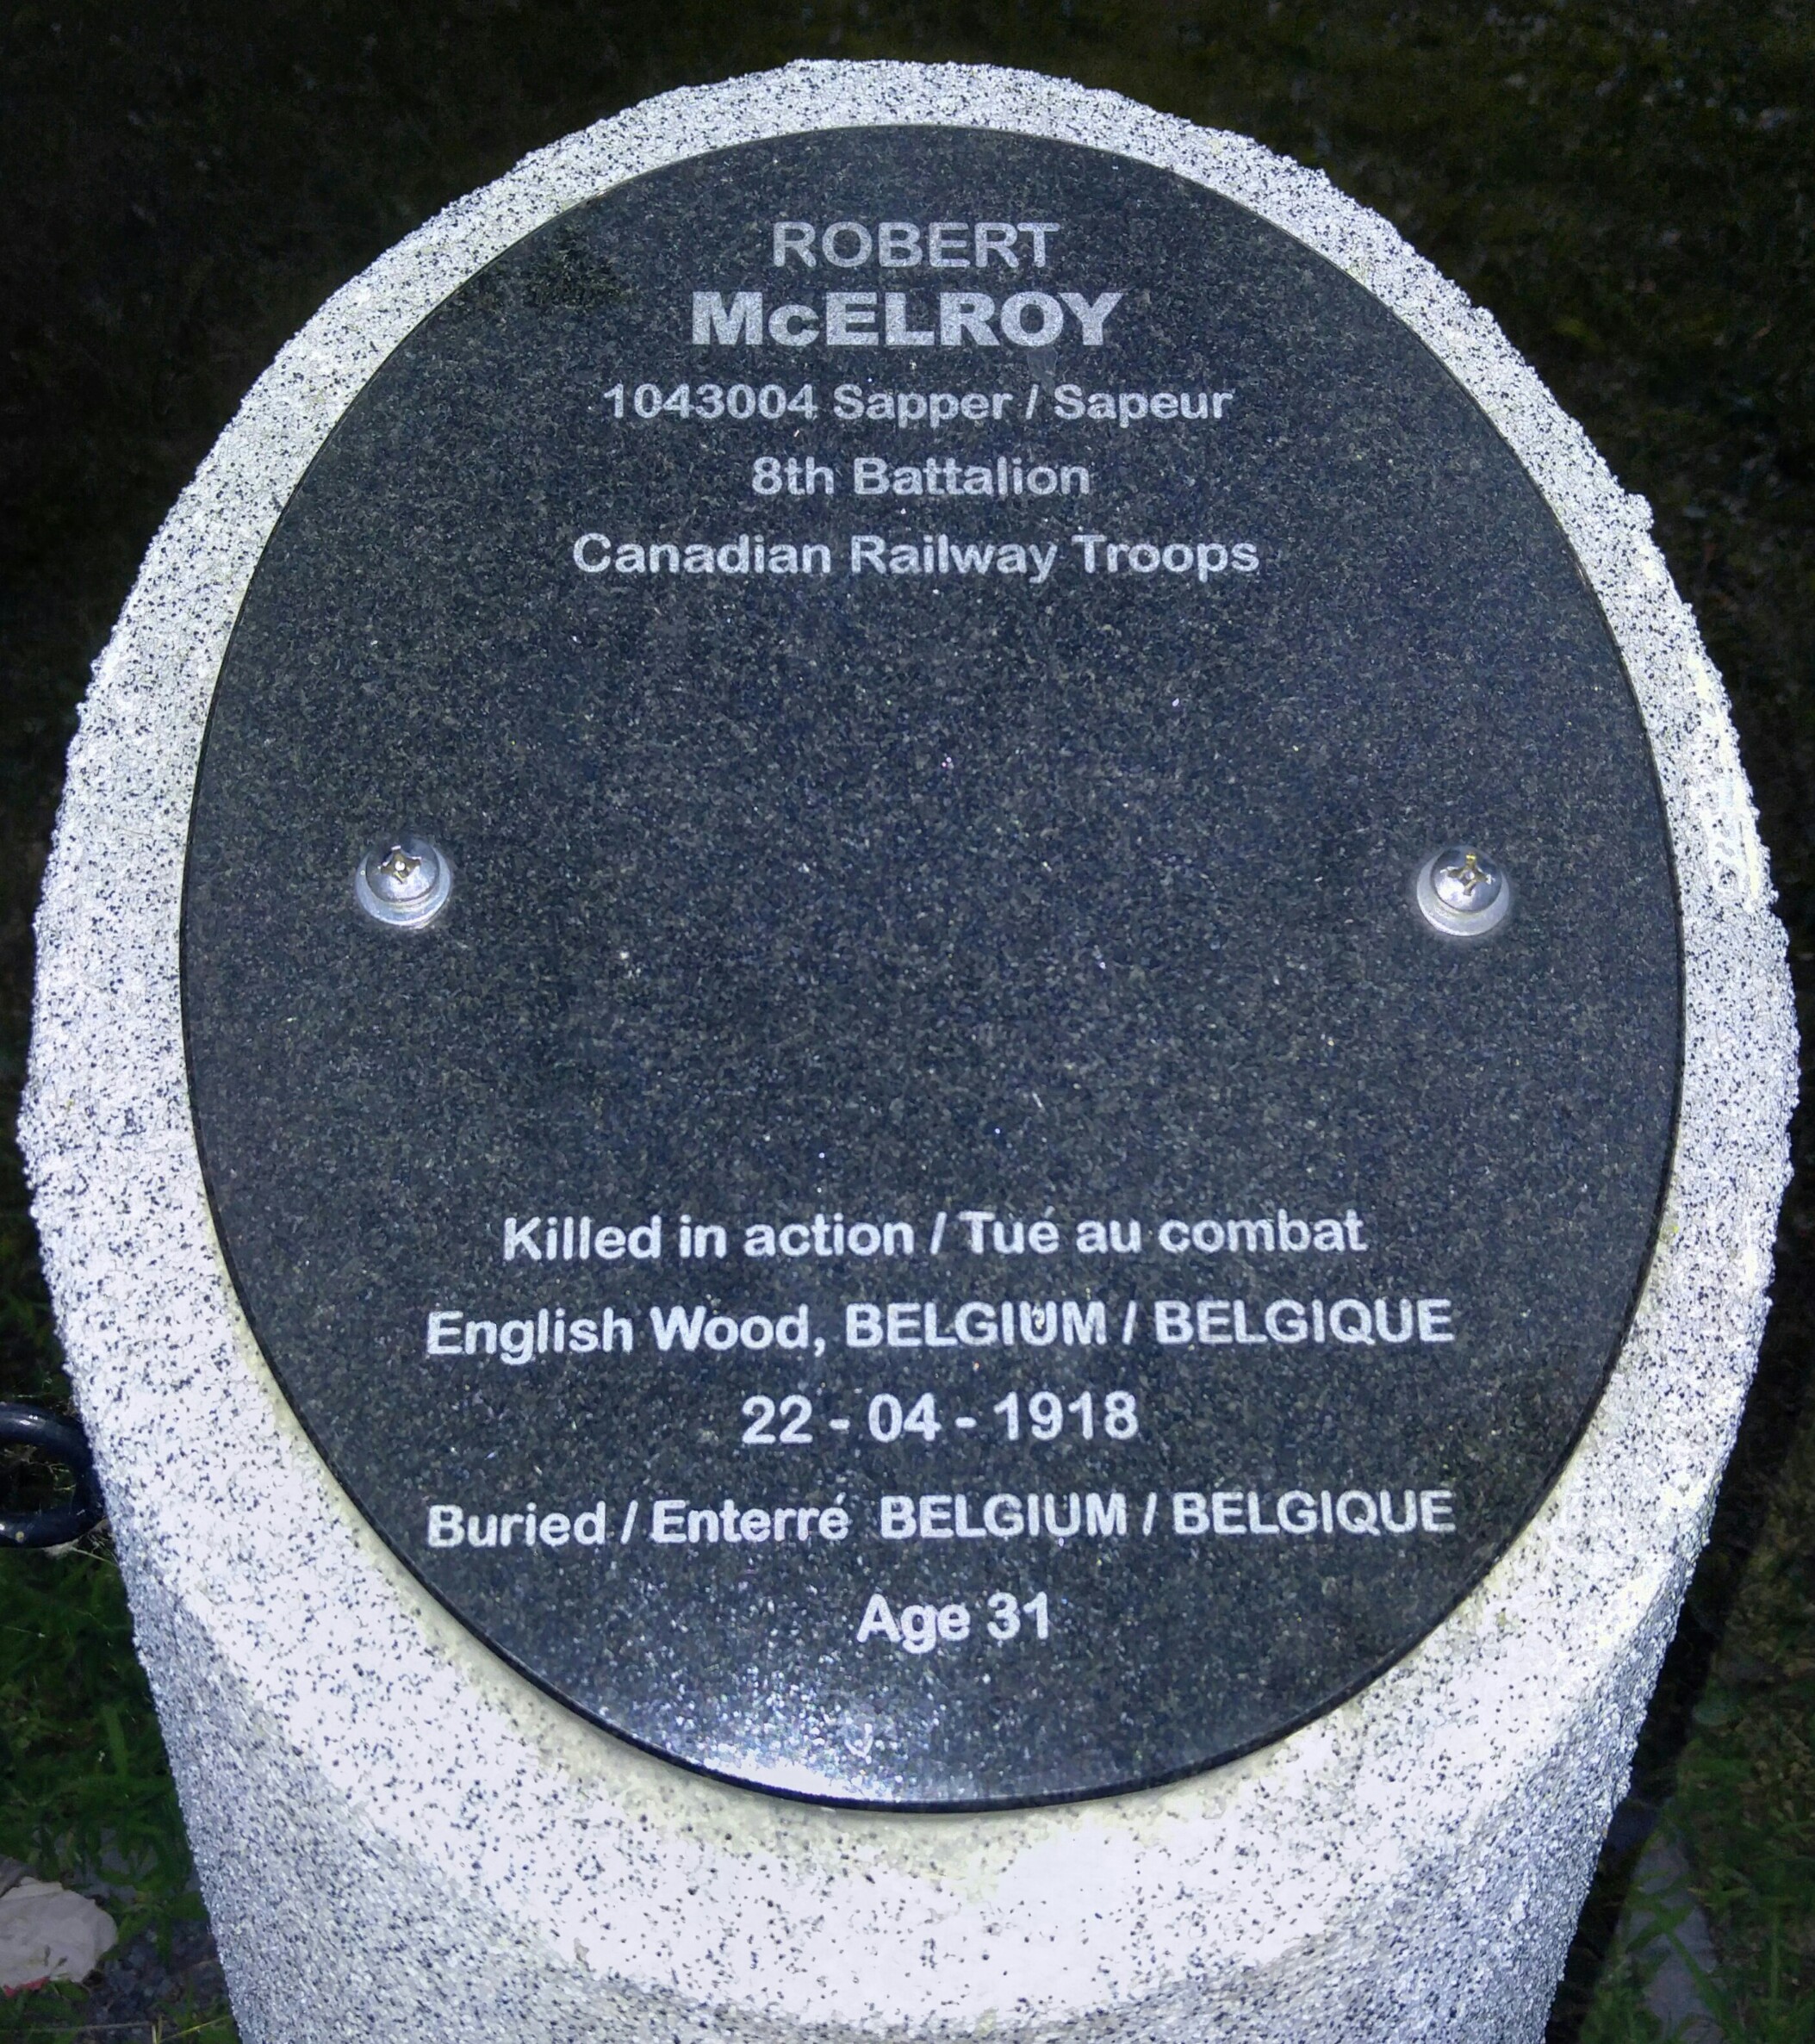 ROBERT
McELROY
1043004 Sapper / Sapeur
8th Battalion
Canadian Railway Troops
Killed in action / Tué au combat
English Wood, BELGIUM / BELGIQUE
22 - 04 - 1918
Buried / Enterré BELGIUM / BELGIQUE
Age 31